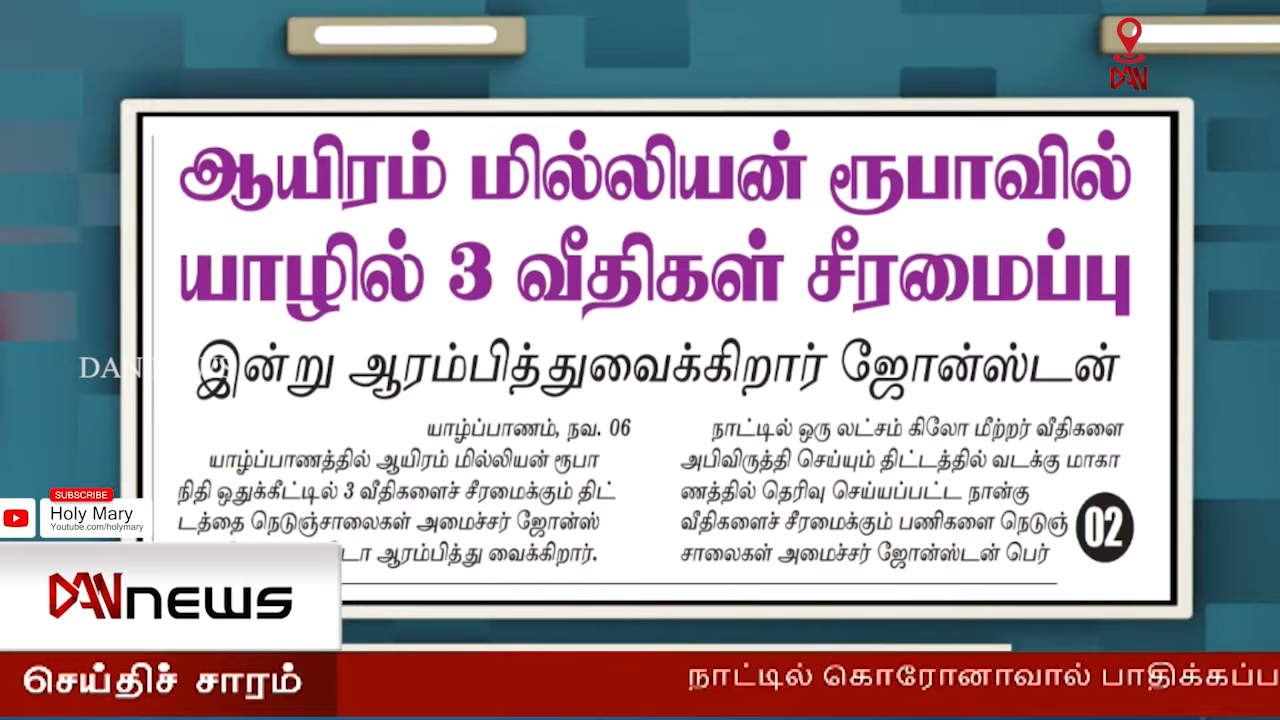 DAN
ஆயிரம் மில்லியன் ரூபாவில்
யாழில் 3 வீதிகள் சீரமைப்பு
இன்று ஆரம்பித்துவைக்கிறார் ஜோன்ஸ்டன்
யாழ்ப்பாணம், நவ. 06
யாழ்ப்பாணத்தில் ஆயிரம் மில்லியன் ரூபா
நிதி ஒதுக்கீட்டில் 3 வீதிகளைச் சீரமைக்கும் திட்
டத்தை நெடுஞ்சாலைகள் அமைச்சர் ஜோன்ஸ்
டா ஆரம்பித்து வைக்கிறார்.
நாட்டில் ஒரு லட்சம் கிலோ மீற்றர் வீதிகளை
அபிவிருத்தி செய்யும் திட்டத்தில் வடக்கு மாகா
ணத்தில் தெரிவு செய்யப்பட்ட நான்கு
வீதிகளைச் சீரமைக்கும் பணிகளை நெடுஞ்
சாலைகள் அமைச்சர் ஜோன்ஸ்டன் பெர்
02
SUBSCRIBE
Holy Mary
Youtube.com/holymary
DAN news
செய்திச் சாரம்
நாட்டில் கொரோனாவால் பாதிக்கப்ப